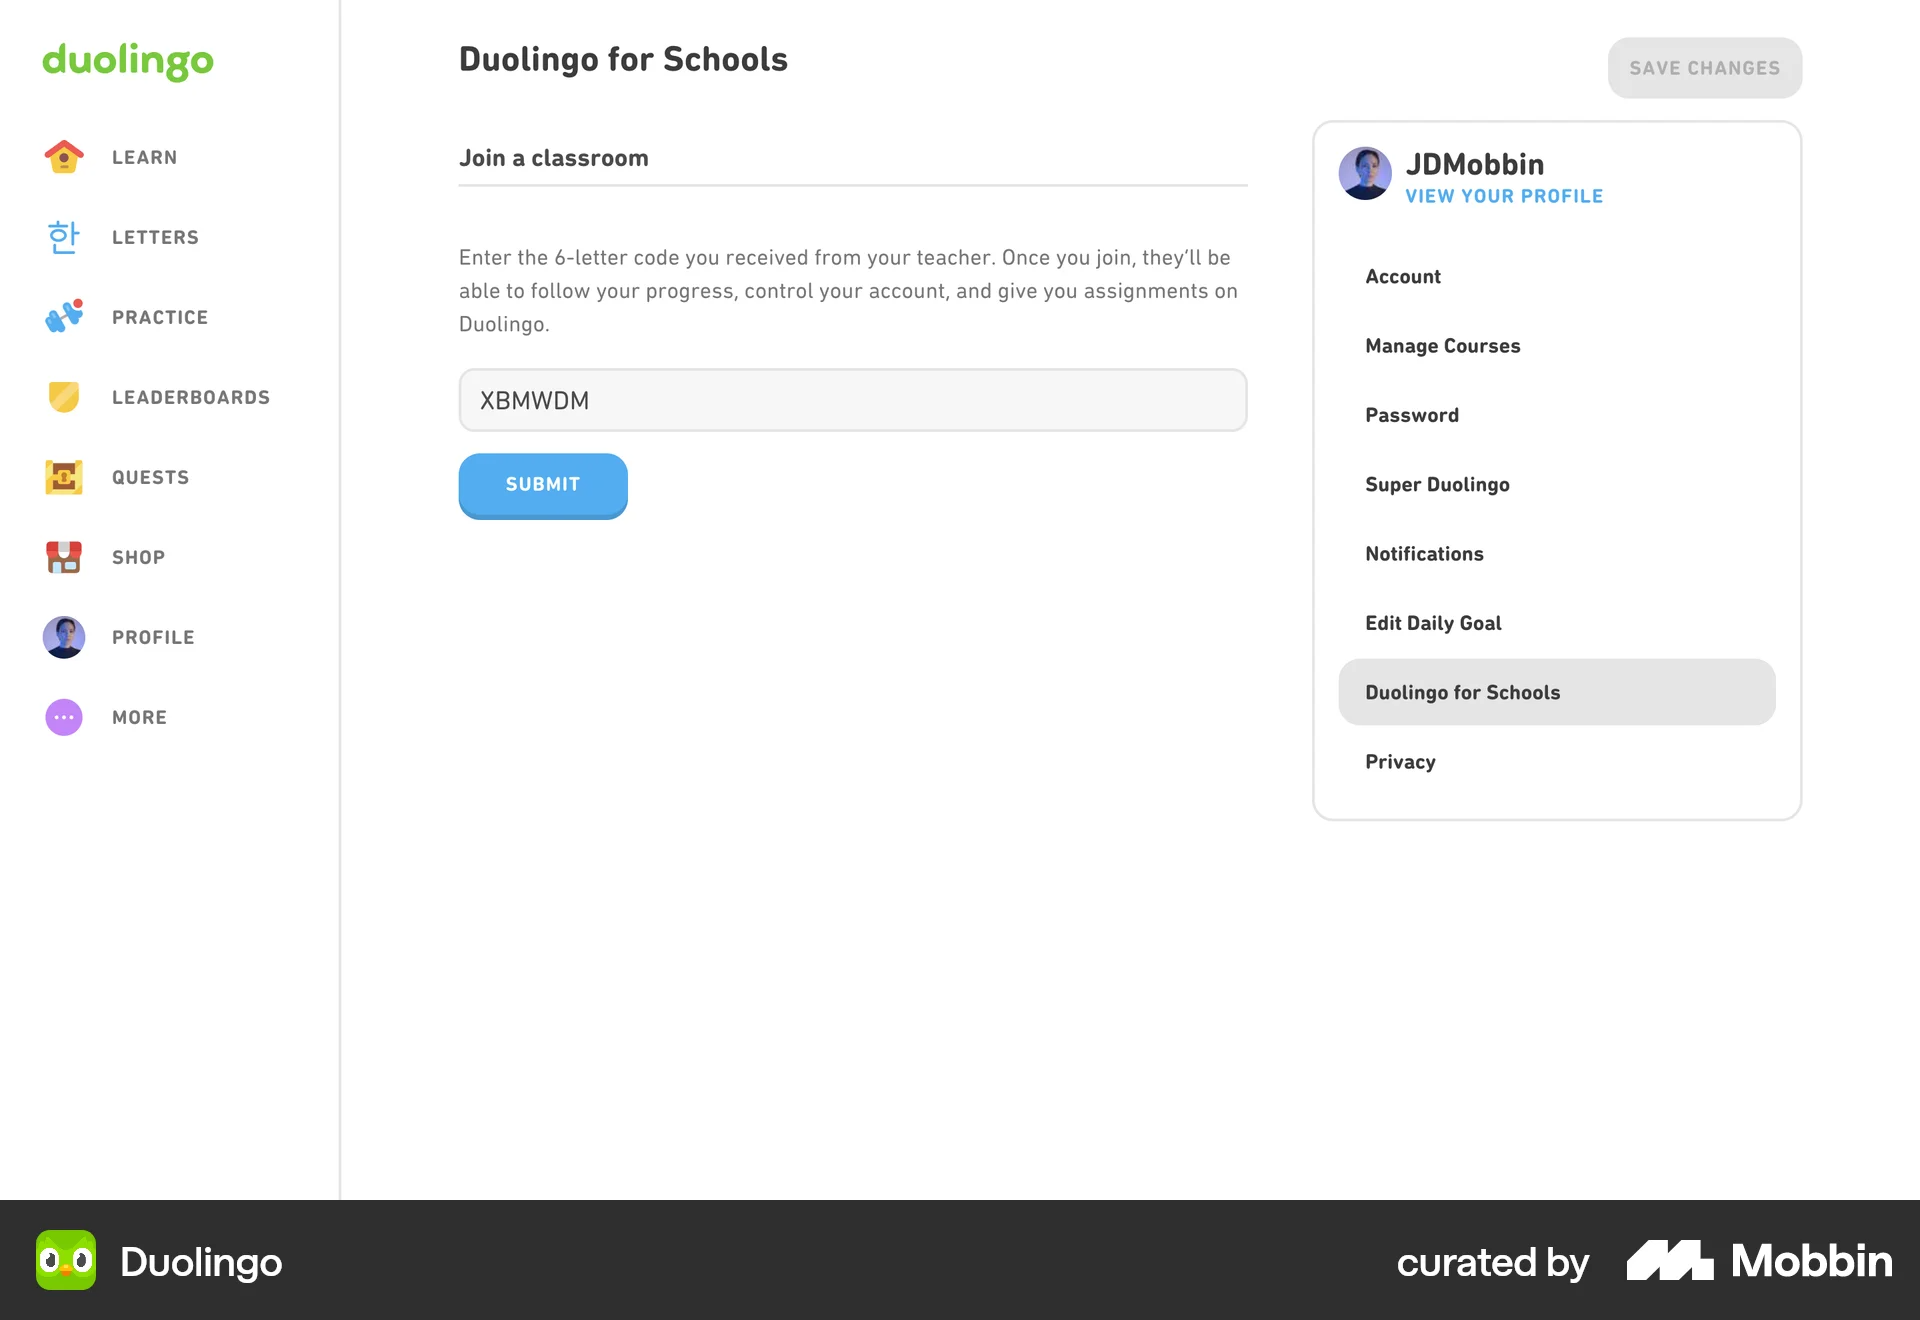 duolingo
LEARN
한
LETTERS
PRACTICE
LEADERBOARDS
QUESTS
SHOP
PROFILE
MORE
Duolingo for Schools
SAVE CHANGES
Join a classroom
Enter the 6-letter code you received from your teacher. Once you join, they’ll be
able to follow your progress, control your account, and give you assignments on
Duolingo.
XBMWDM
SUBMIT
JDMobbin
VIEW YOUR PROFILE
Account
Manage Courses
Password
Super Duolingo
Notifications
Edit Daily Goal
Duolingo for Schools
Privacy
Duolingo
curated by
Mobbin